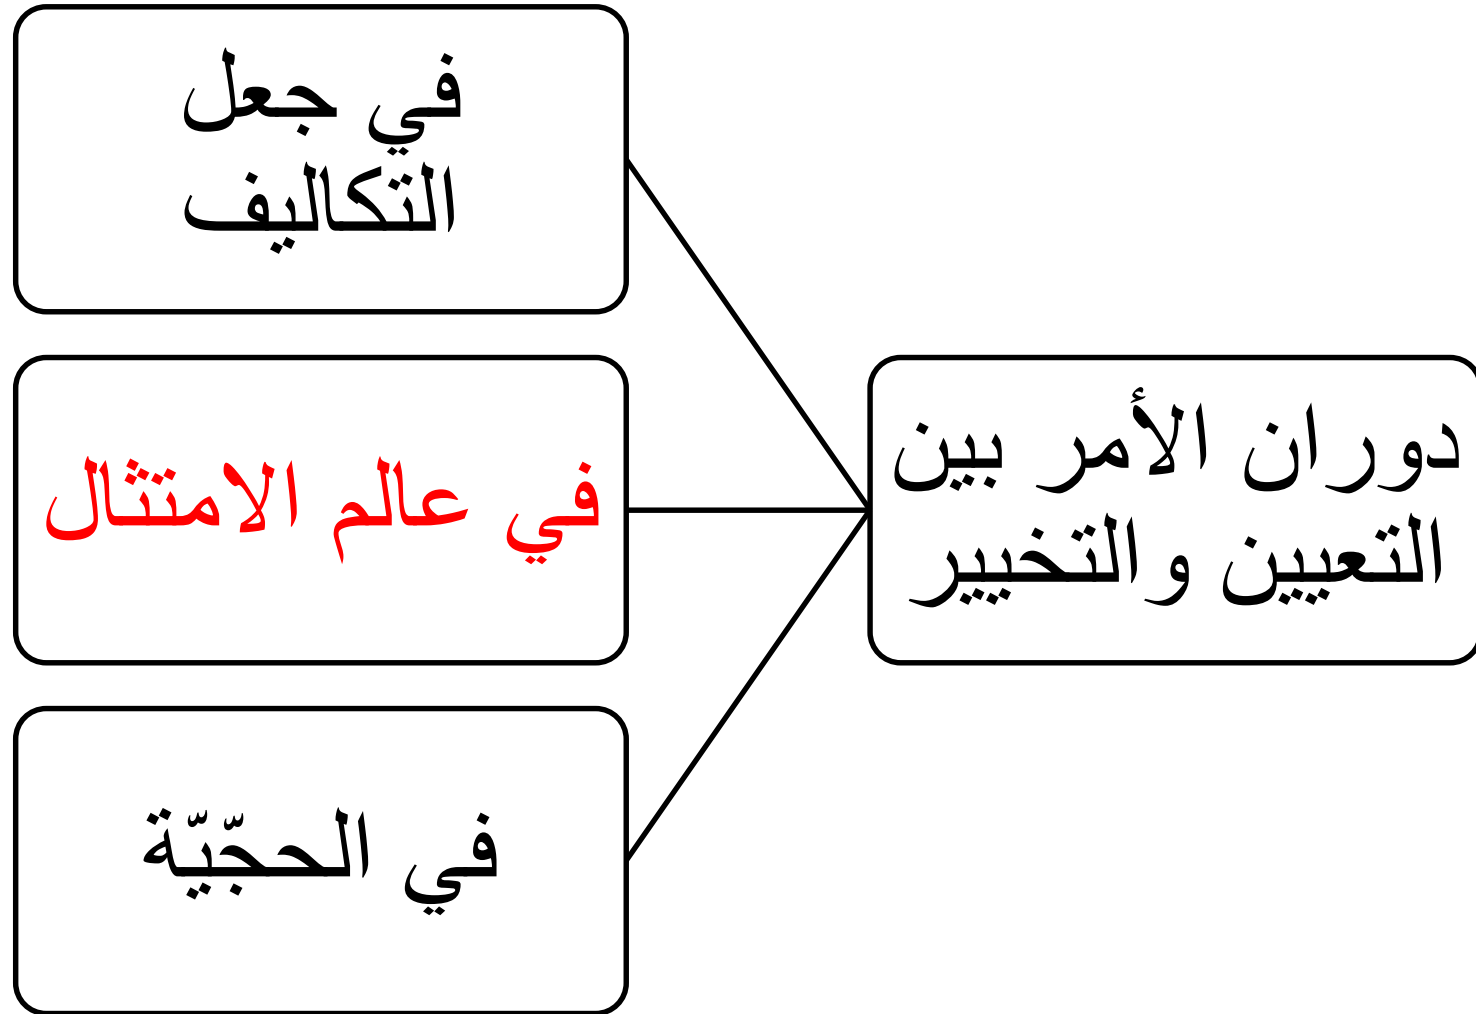 دوران الأمر بين
التعيين والتخيير
في جعل
التكاليف
في عالم الامتثال
في الحجّيّة